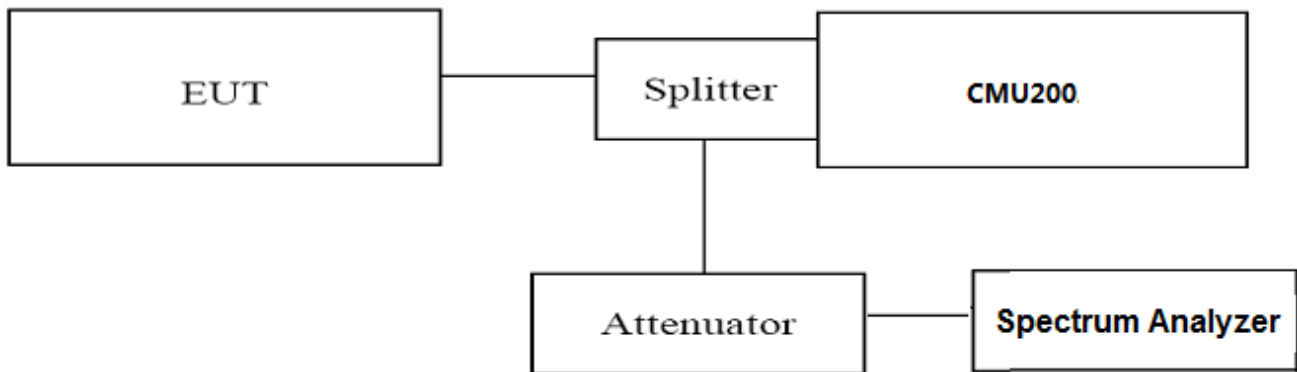 EUT
Splitter
CMU200.
Attenuator
Spectrum Analyzer